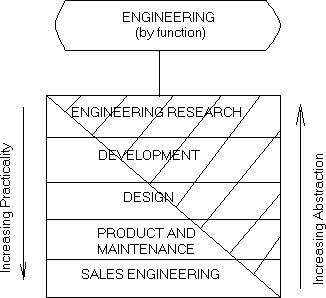 ENGINEERING
(by function)
ENGINEERING RESEARCH
DEVELOPMENT
DESIGN
PRODUCT AND
MAINTENANCE
SALES ENGINEERING
Increasing Practicality
Increasing Abstraction